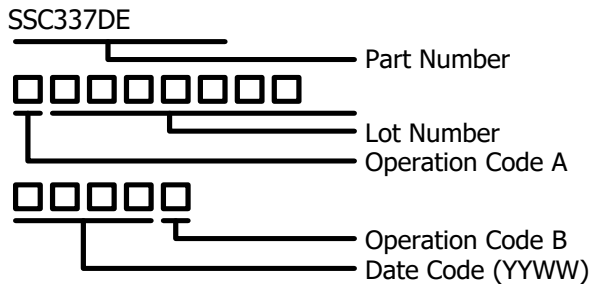 SSC337DE
Part Number
Lot Number
Operation Code A
Operation Code B
Date Code (YYWW)